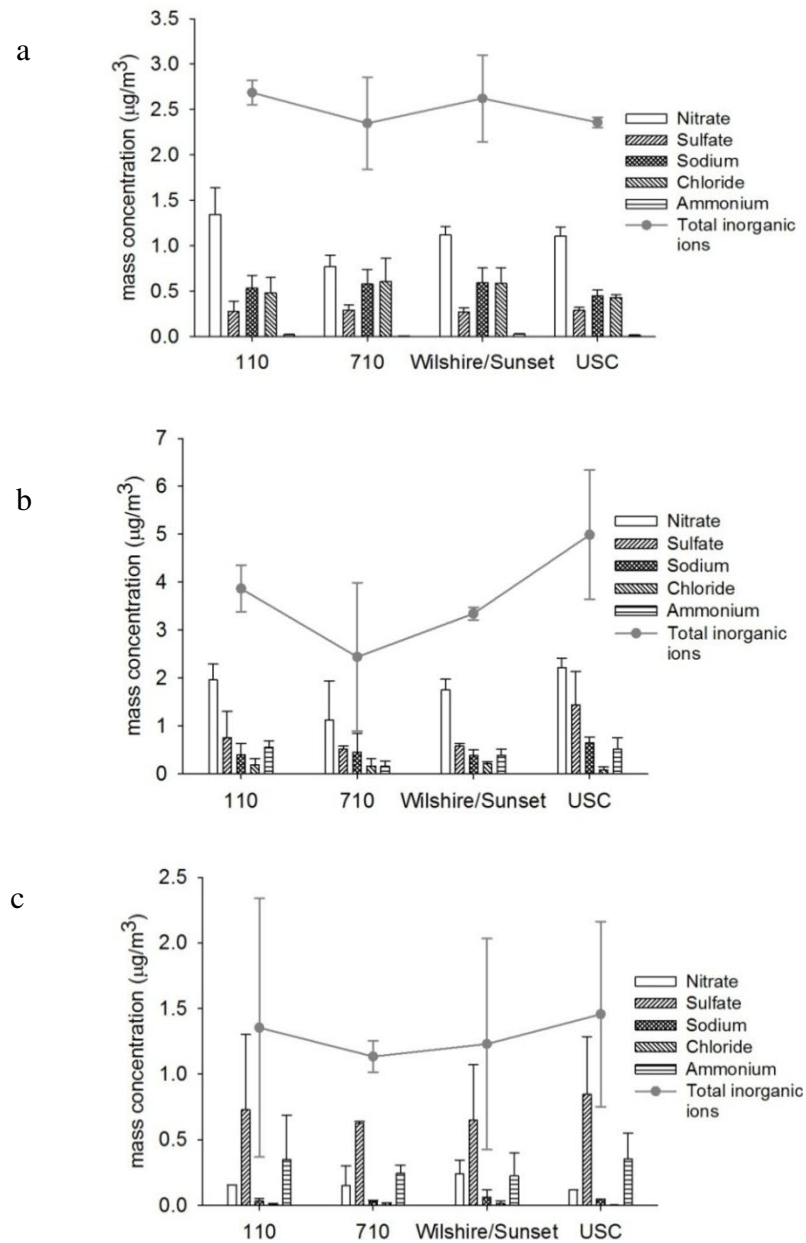 a
3.5
3.0
2.5
2.0
1.5
1.0
0.5
0.0
mass concentration (µg/m³)
110 710 Wilshire/Sunset USC
Nitrate
Sulfate
Sodium
Chloride
Ammonium
Total inorganic
ions
b
7
6
5
4
3
2
1
0
mass concentration (µg/m³)
110 710 Wilshire/Sunset USC
Nitrate
Sulfate
Sodium
Chloride
Ammonium
Total inorganic
ions
c
2.5
2.0
1.5
1.0
0.5
0.0
mass concentration (µg/m³)
110 710 Wilshire/Sunset USC
Nitrate
Sulfate
Sodium
Chloride
Ammonium
Total inorganic
ions